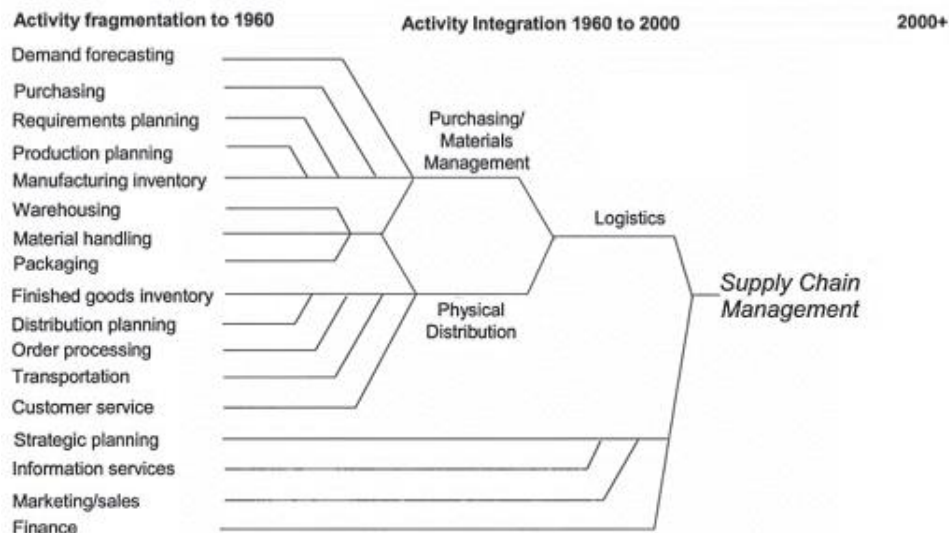 Activity fragmentation to 1960
Activity Integration 1960 to 2000
2000+
Demand forecasting
Purchasing
Requirements planning
Production planning
Manufacturing inventory
Warehousing
Material handling
Packaging
Finished goods inventory
Distribution planning
Order processing
Transportation
Customer service
Strategic planning
Information services
Marketing/sales
Finance
Purchasing/
Materials
Management
Physical
Distribution
Logistics
Supply Chain
Management